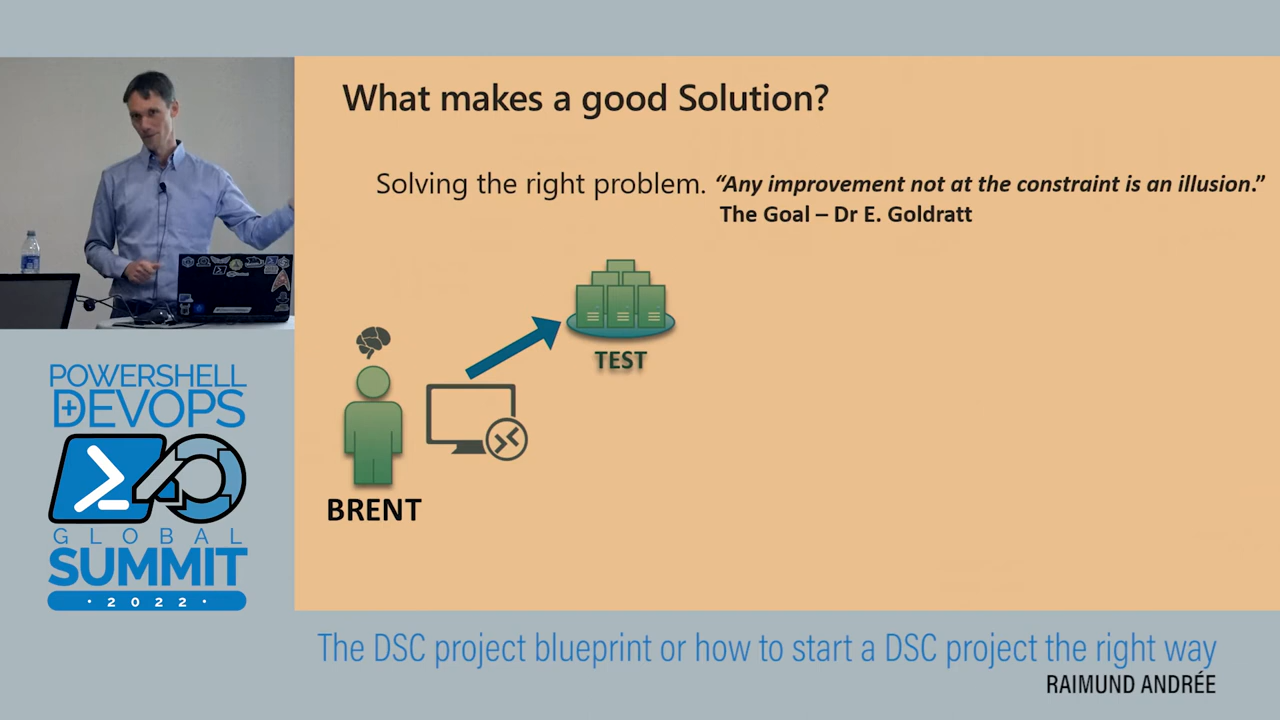 What makes a good Solution?
Solving the right problem. “Any improvement not at the constraint is an illusion.”
The Goal – Dr E. Goldratt
TEST
BRENT
POWERSHELL
+DEVOPS
GLOBAL
SUMMIT
· 2022 ·
The DSC project blueprint or how to start a DSC project the right way
RAIMUND ANDRÉE